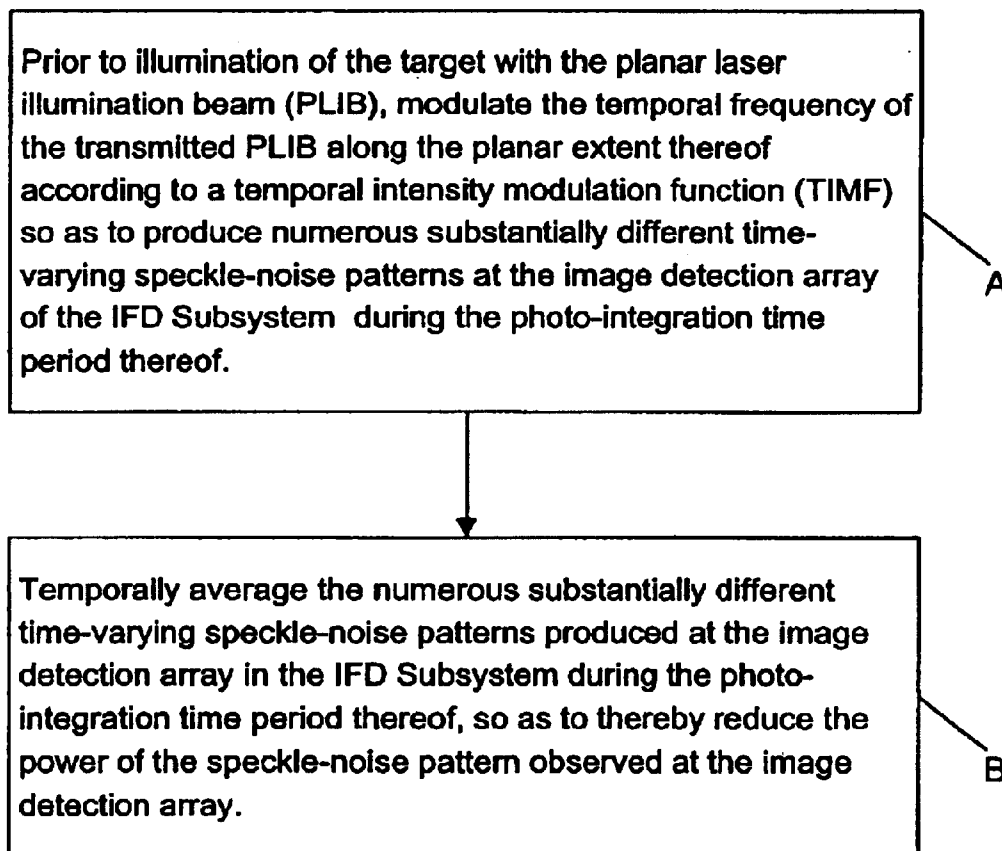 Prior to illumination of the target with the planar laser
illumination beam (PLIB), modulate the temporal frequency of
the transmitted PLIB along the planar extent thereof
according to a temporal intensity modulation function (TIMF)
so as to produce numerous substantially different time-
varying speckle-noise patterns at the image detection array
of the IFD Subsystem during the photo-integration time
period thereof.
A
Temporally average the numerous substantially different
time-varying speckle-noise patterns produced at the image
detection array in the IFD Subsystem during the photo-
integration time period thereof, so as to thereby reduce the
power of the speckle-noise pattern observed at the image
detection array.
B